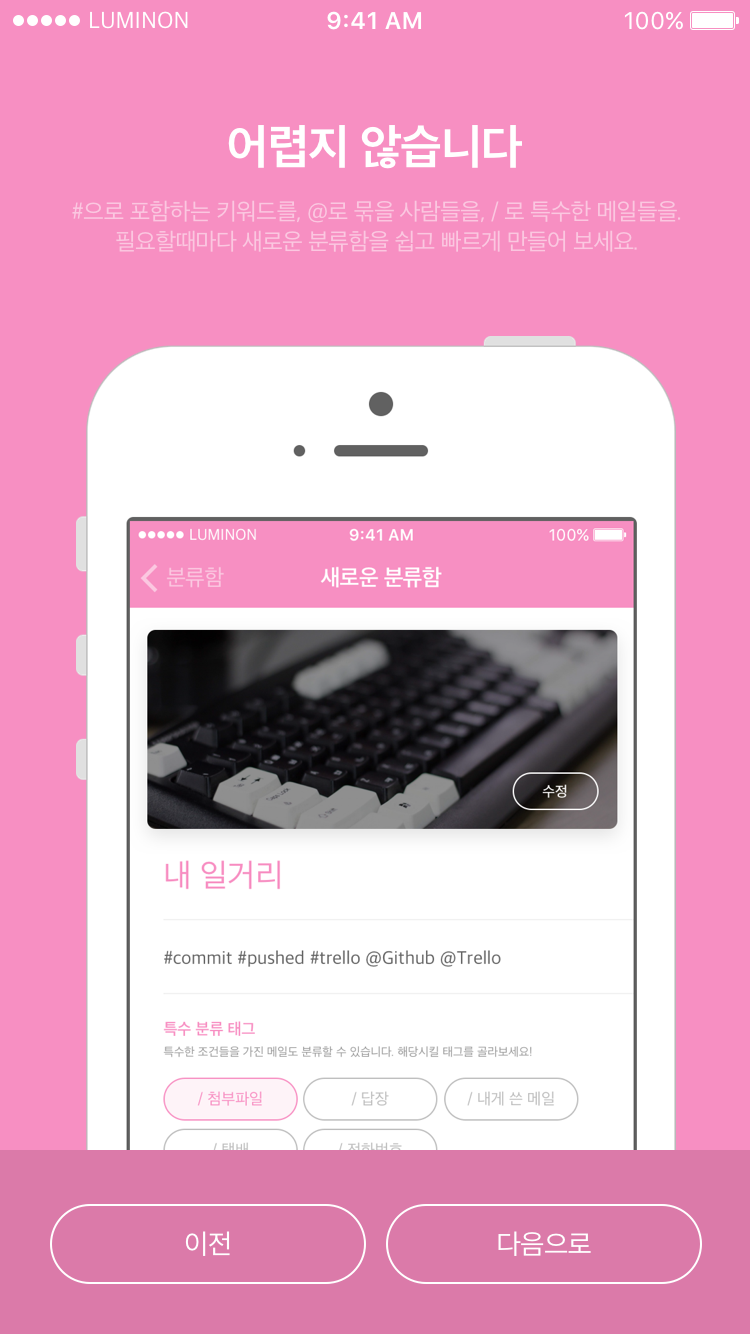 LUMINON 9:41 AM 100%
어렵지 않습니다
#으로 포함하는 키워드를, @로 묶을 사람들을, / 로 특수한 메일들을.
필요할때마다 새로운 분류함을 쉽고 빠르게 만들어 보세요.
LUMINON 9:41 AM 100%
분류함 새로운 분류함
수정
내 일거리
#commit #pushed #trello @Github @Trello
특수 분류 태그
특수한 조건들을 가진 메일도 분류할 수 있습니다. 해당시킬 태그를 골라보세요!
/ 첨부파일 / 답장 / 내게 쓴 메일
/ 택배 / 전화번호
이전 다음으로